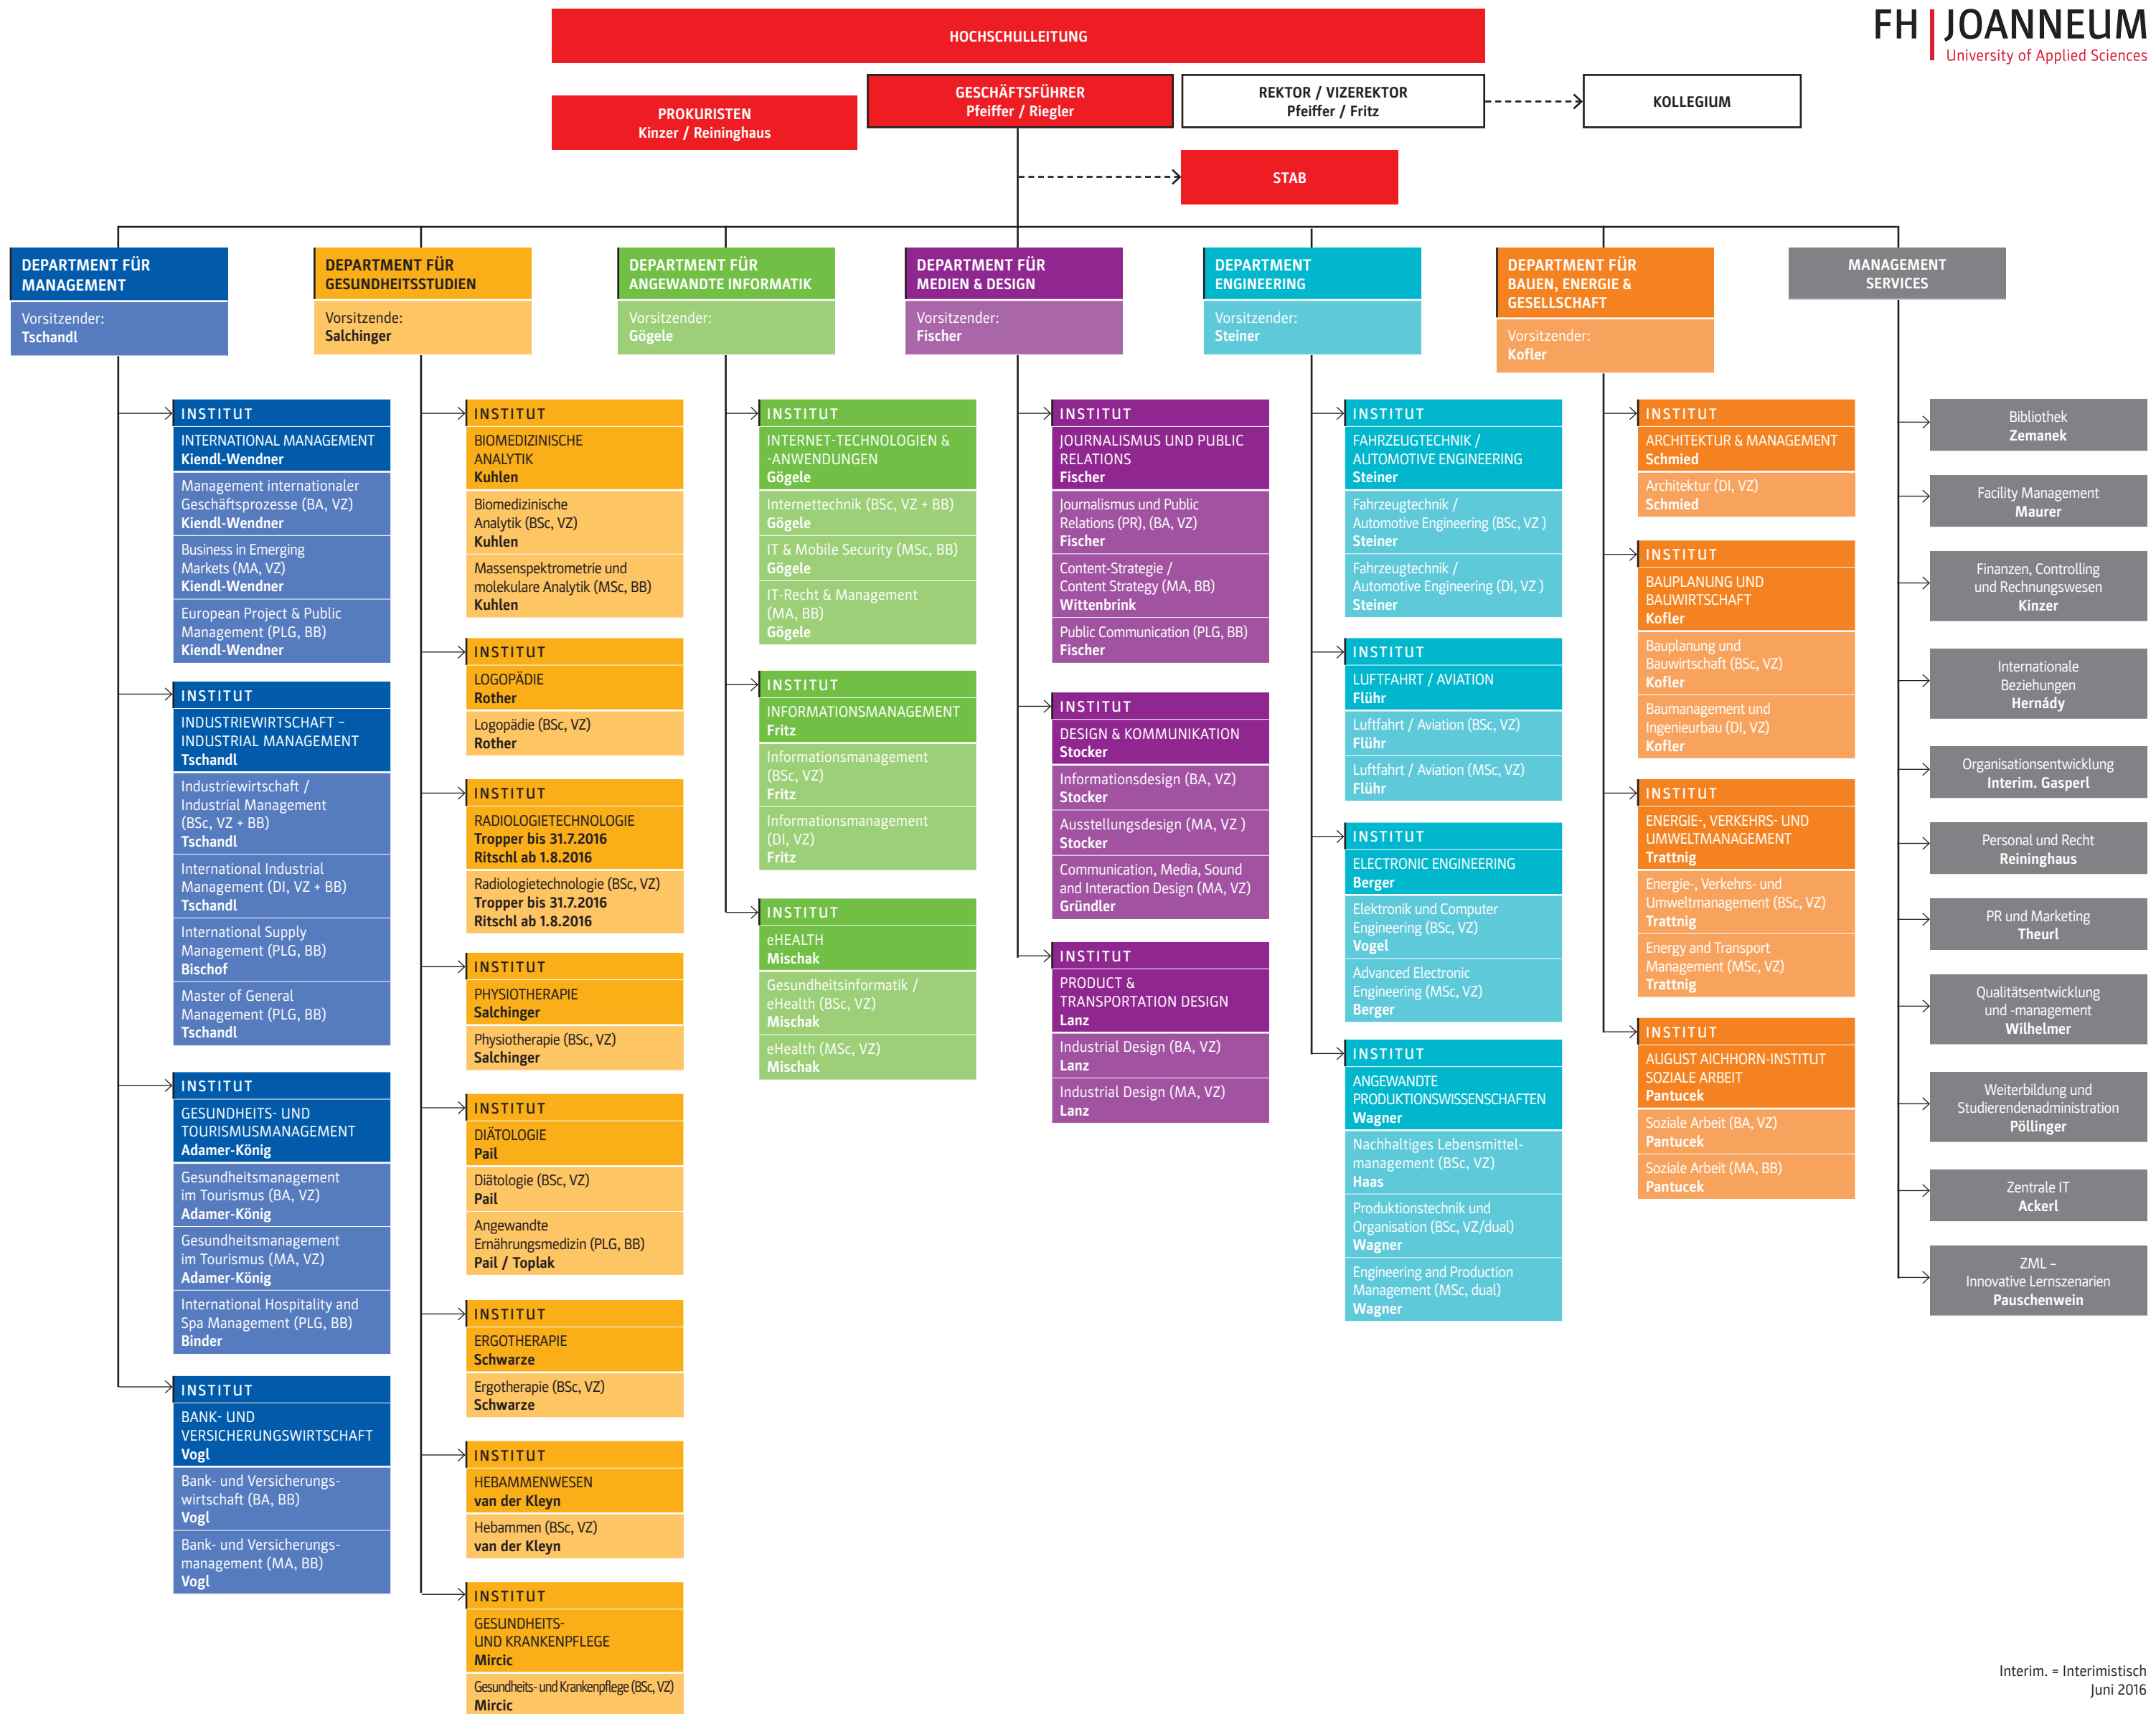 FH JOANNEUM
University of Applied Sciences
HOCHSCHULLEITUNG
PROKURISTEN
Kinzer / Reininghaus
GESCHÄFTSFÜHRER
Pfeiffer / Riegler
REKTOR / VIZEREKTOR
Pfeiffer / Fritz
KOLLEGIUM
STAB
DEPARTMENT FÜR
MANAGEMENT
Vorsitzender:
Tschandl
INSTITUT
INTERNATIONAL MANAGEMENT
Kiendl-Wendner
Management internationaler
Geschäftsprozesse (BA, VZ)
Kiendl-Wendner
Business in Emerging
Markets (MA, VZ)
Kiendl-Wendner
European Project & Public
Management (PLG, BB)
Kiendl-Wendner
INSTITUT
INDUSTRIEWIRTSCHAFT –
INDUSTRIAL MANAGEMENT
Tschandl
Industriewirtschaft /
Industrial Management
(BSc, VZ + BB)
Tschandl
International Industrial
Management (DI, VZ + BB)
Tschandl
International Supply
Management (PLG, BB)
Bischof
Master of General
Management (PLG, BB)
Tschandl
INSTITUT
GESUNDHEITS- UND
TOURISMUSMANAGEMENT
Adamer-König
Gesundheitsmanagement
im Tourismus (BA, VZ)
Adamer-König
Gesundheitsmanagement
im Tourismus (MA, VZ)
Adamer-König
International Hospitality and
Spa Management (PLG, BB)
Binder
INSTITUT
BANK- UND
VERSICHERUNGSWIRTSCHAFT
Vogl
Bank- und Versicherungs-
wirtschaft (BA, BB)
Vogl
Bank- und Versicherungs-
management (MA, BB)
Vogl
DEPARTMENT FÜR
GESUNDHEITSSTUDIEN
Vorsitzende:
Salchinger
INSTITUT
BIOMEDIZINISCHE
ANALYTIK
Kuhlen
Biomedizinische
Analytik (BSc, VZ)
Kuhlen
Massenspektrometrie und
molekulare Analytik (MSc, BB)
Kuhlen
INSTITUT
LOGOPÄDIE
Rother
Logopädie (BSc, VZ)
Rother
INSTITUT
RADIOLOGIETECHNOLOGIE
Tropper bis 31.7.2016
Ritschl ab 1.8.2016
Radiologietechnologie (BSc, VZ)
Tropper bis 31.7.2016
Ritschl ab 1.8.2016
INSTITUT
PHYSIOTHERAPIE
Salchinger
Physiotherapie (BSc, VZ)
Salchinger
INSTITUT
DIÄTOLOGIE
Pail
Diätologie (BSc, VZ)
Pail
Angewandte
Ernährungsmedizin (PLG, BB)
Pail / Toplak
INSTITUT
ERGOTHERAPIE
Schwarze
Ergotherapie (BSc, VZ)
Schwarze
INSTITUT
HEBAMMENWESEN
van der Kleyn
Hebammen (BSc, VZ)
van der Kleyn
INSTITUT
GESUNDHEITS-
UND KRANKENPFLEGE
Mircic
Gesundheits- und Krankenpflege (BSc, VZ)
Mircic
DEPARTMENT FÜR
ANGEWANDTE INFORMATIK
Vorsitzender:
Gögele
INSTITUT
INTERNET-TECHNOLOGIEN &
-ANWENDUNGEN
Gögele
Internettechnik (BSc, VZ + BB)
Gögele
IT & Mobile Security (MSc, BB)
Gögele
IT-Recht & Management
(MA, BB)
Gögele
INSTITUT
INFORMATIONSMANAGEMENT
Fritz
Informationsmanagement
(BSc, VZ)
Fritz
Informationsmanagement
(DI, VZ)
Fritz
INSTITUT
eHEALTH
Mischak
Gesundheitsinformatik /
eHealth (BSc, VZ)
Mischak
eHealth (MSc, VZ)
Mischak
DEPARTMENT FÜR
MEDIEN & DESIGN
Vorsitzender:
Fischer
INSTITUT
JOURNALISMUS UND PUBLIC
RELATIONS
Fischer
Journalismus und Public
Relations (PR), (BA, VZ)
Fischer
Content-Strategie /
Content Strategy (MA, BB)
Wittenbrink
Public Communication (PLG, BB)
Fischer
INSTITUT
DESIGN & KOMMUNIKATION
Stocker
Informationsdesign (BA, VZ)
Stocker
Ausstellungsdesign (MA, VZ )
Stocker
Communication, Media, Sound
and Interaction Design (MA, VZ)
Gründler
INSTITUT
PRODUCT &
TRANSPORTATION DESIGN
Lanz
Industrial Design (BA, VZ)
Lanz
Industrial Design (MA, VZ)
Lanz
DEPARTMENT
ENGINEERING
Vorsitzender:
Steiner
INSTITUT
FAHRZEUGTECHNIK /
AUTOMOTIVE ENGINEERING
Steiner
Fahrzeugtechnik /
Automotive Engineering (BSc, VZ )
Steiner
Fahrzeugtechnik /
Automotive Engineering (DI, VZ )
Steiner
INSTITUT
LUFTFAHRT / AVIATION
Flühr
Luftfahrt / Aviation (BSc, VZ)
Flühr
Luftfahrt / Aviation (MSc, VZ)
Flühr
INSTITUT
ELECTRONIC ENGINEERING
Berger
Elektronik und Computer
Engineering (BSc, VZ)
Vogel
Advanced Electronic
Engineering (MSc, VZ)
Berger
INSTITUT
ANGEWANDTE
PRODUKTIONSWISSENSCHAFTEN
Wagner
Nachhaltiges Lebensmittel-
management (BSc, VZ)
Haas
Produktionstechnik und
Organisation (BSc, VZ/dual)
Wagner
Engineering and Production
Management (MSc, dual)
Wagner
DEPARTMENT FÜR
BAUEN, ENERGIE &
GESELLSCHAFT
Vorsitzender:
Kofler
INSTITUT
ARCHITEKTUR & MANAGEMENT
Schmied
Architektur (DI, VZ)
Schmied
INSTITUT
BAUPLANUNG UND
BAUWIRTSCHAFT
Kofler
Bauplanung und
Bauwirtschaft (BSc, VZ)
Kofler
Baumanagement und
Ingenieurbau (DI, VZ)
Kofler
INSTITUT
ENERGIE-, VERKEHRS- UND
UMWELTMANAGEMENT
Trattnig
Energie-, Verkehrs- und
Umweltmanagement (BSc, VZ)
Trattnig
Energy and Transport
Management (MSc, VZ)
Trattnig
INSTITUT
AUGUST AICHHORN-INSTITUT
SOZIALE ARBEIT
Pantucek
Soziale Arbeit (BA, VZ)
Pantucek
Soziale Arbeit (MA, BB)
Pantucek
MANAGEMENT
SERVICES
Bibliothek
Zemanek
Facility Management
Maurer
Finanzen, Controlling
und Rechnungswesen
Kinzer
Internationale
Beziehungen
Hernády
Organisationsentwicklung
Interim. Gasperl
Personal und Recht
Reininghaus
PR und Marketing
Theurl
Qualitätsentwicklung
und -management
Wilhelmer
Weiterbildung und
Studierendenadministration
Pöllinger
Zentrale IT
Ackerl
ZML –
Innovative Lernszenarien
Pauschenwein
Interim. = Interimistisch
Juni 2016